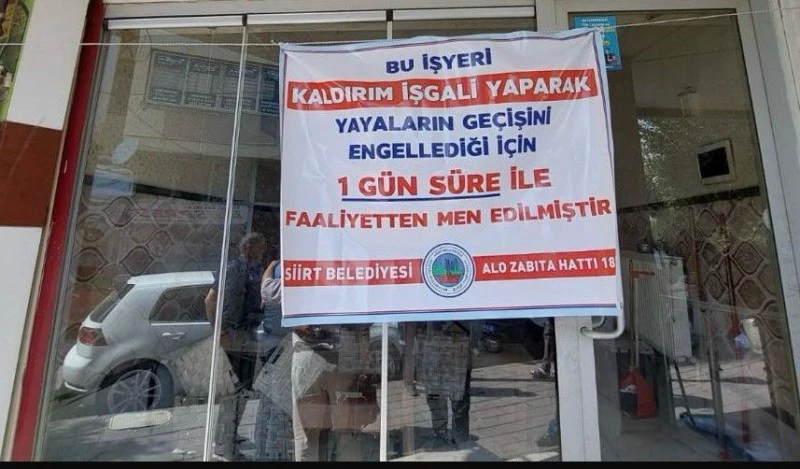 BU İŞYERİ
KALDIRIM İŞGALİ YAPARAK
YAYALARIN GEÇİŞİNİ
ENGELLEDİĞİ İÇİN
1 GÜN SÜRE İLE
FAALİYETTEN MEN EDİLMİŞTİR
SİİRT BELEDİYESİ
ALO ZABITA HATTI 18